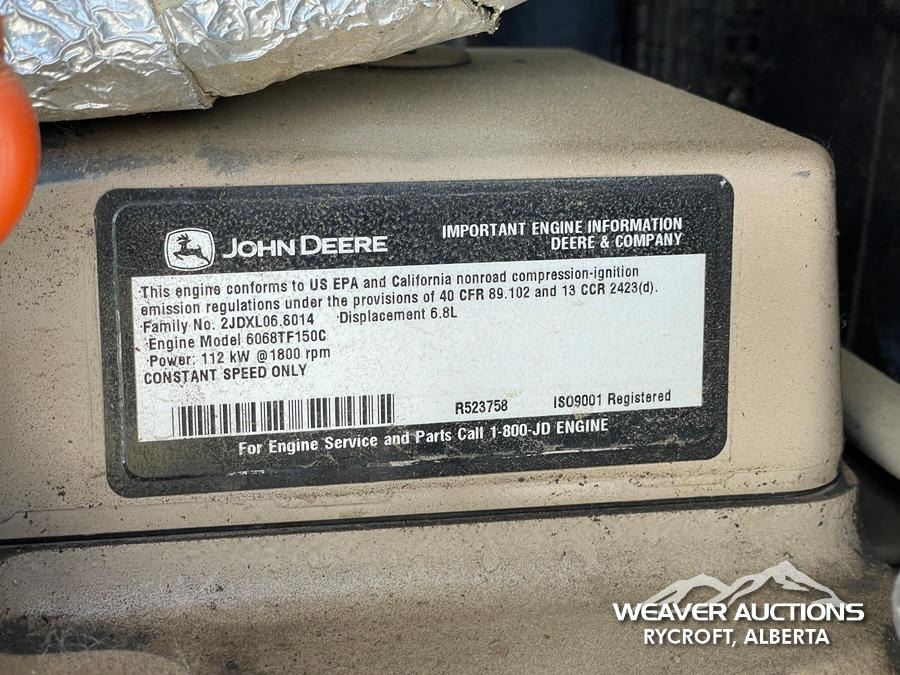 JOHN DEERE
IMPORTANT ENGINE INFORMATION
DEERE & COMPANY
This engine conforms to US EPA and California nonroad compression-ignition
emission regulations under the provisions of 40 CFR 89.102 and 13 CCR 2423(d).
Family No. 2JDXL06.8014 Displacement 6.8L
Engine Model 6068TF150C
Power: 112 kW @1800 rpm
CONSTANT SPEED ONLY
R523758 ISO9001 Registered
For Engine Service and Parts Call 1-800-JD ENGINE
WEAVER AUCTIONS
RYCROFT, ALBERTA